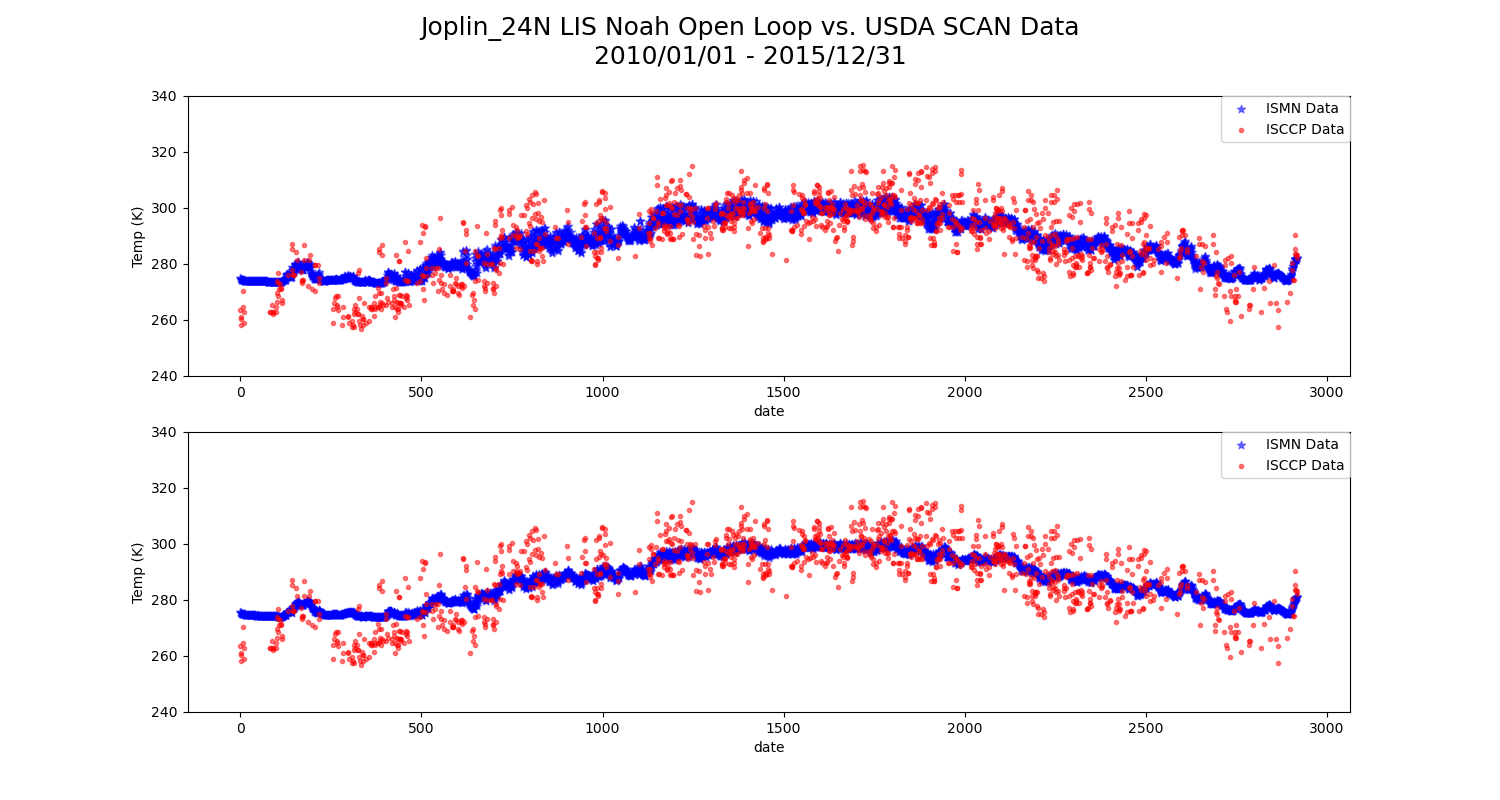 Joplin_24N LIS Noah Open Loop vs. USDA SCAN Data
2010/01/01 - 2015/12/31
340
320
300
280
260
240
Temp (K)
ISMN Data
ISCCP Data
0 500 1000 1500 2000 2500 3000
date
340
320
300
280
260
240
Temp (K)
ISMN Data
ISCCP Data
0 500 1000 1500 2000 2500 3000
date